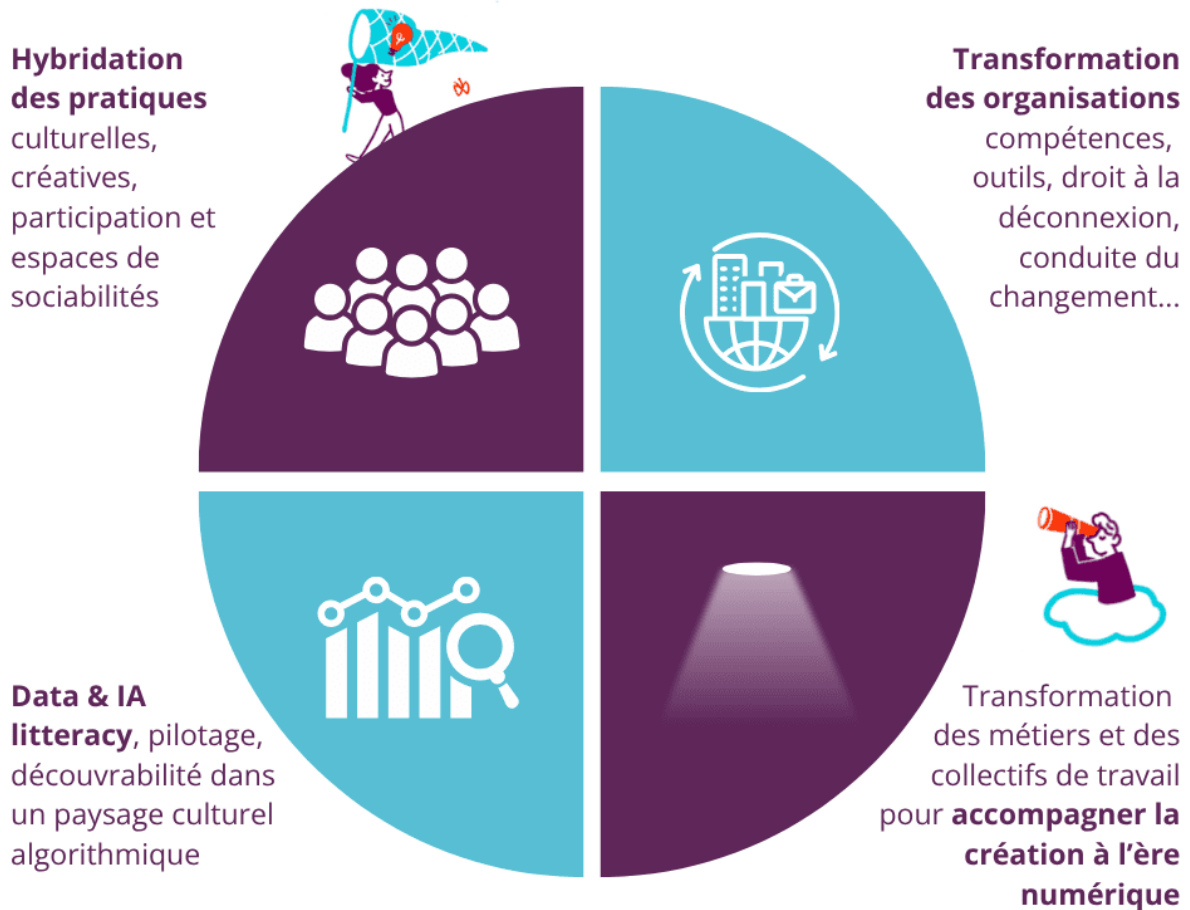 Hybridation
des pratiques
culturelles,
créatives,
participation et
espaces de
sociabilités
Transformation
des organisations
compétences,
outils, droit à la
déconnexion,
conduite du
changement...
Data & IA
litteracy, pilotage,
découvrabilité dans
un paysage culturel
algorithmique
Transformation
des métiers et des
collectifs de travail
pour accompagner la
création à l’ère
numérique